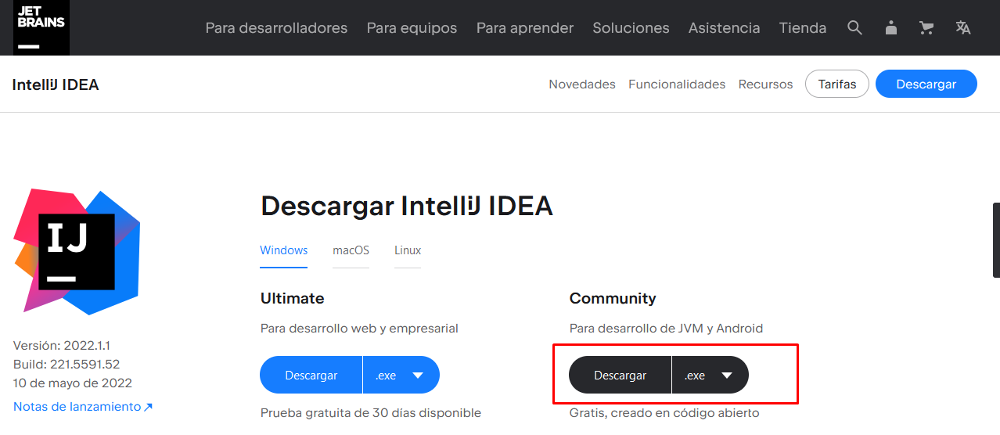 JET
BRAINS
Para desarrolladores Para equipos Para aprender Soluciones Asistencia Tienda
IntelliJ IDEA
Novedades Funcionalidades Recursos Tarifas Descargar
IJ
Versión: 2022.1.1
Build: 221.5591.52
10 de mayo de 2022
Notas de lanzamiento
Descargar IntelliJ IDEA
Windows macOS Linux
Ultimate
Para desarrollo web y empresarial
Descargar .exe
Prueba gratuita de 30 días disponible
Community
Para desarrollo de JVM y Android
Descargar .exe
Gratis, creado en código abierto